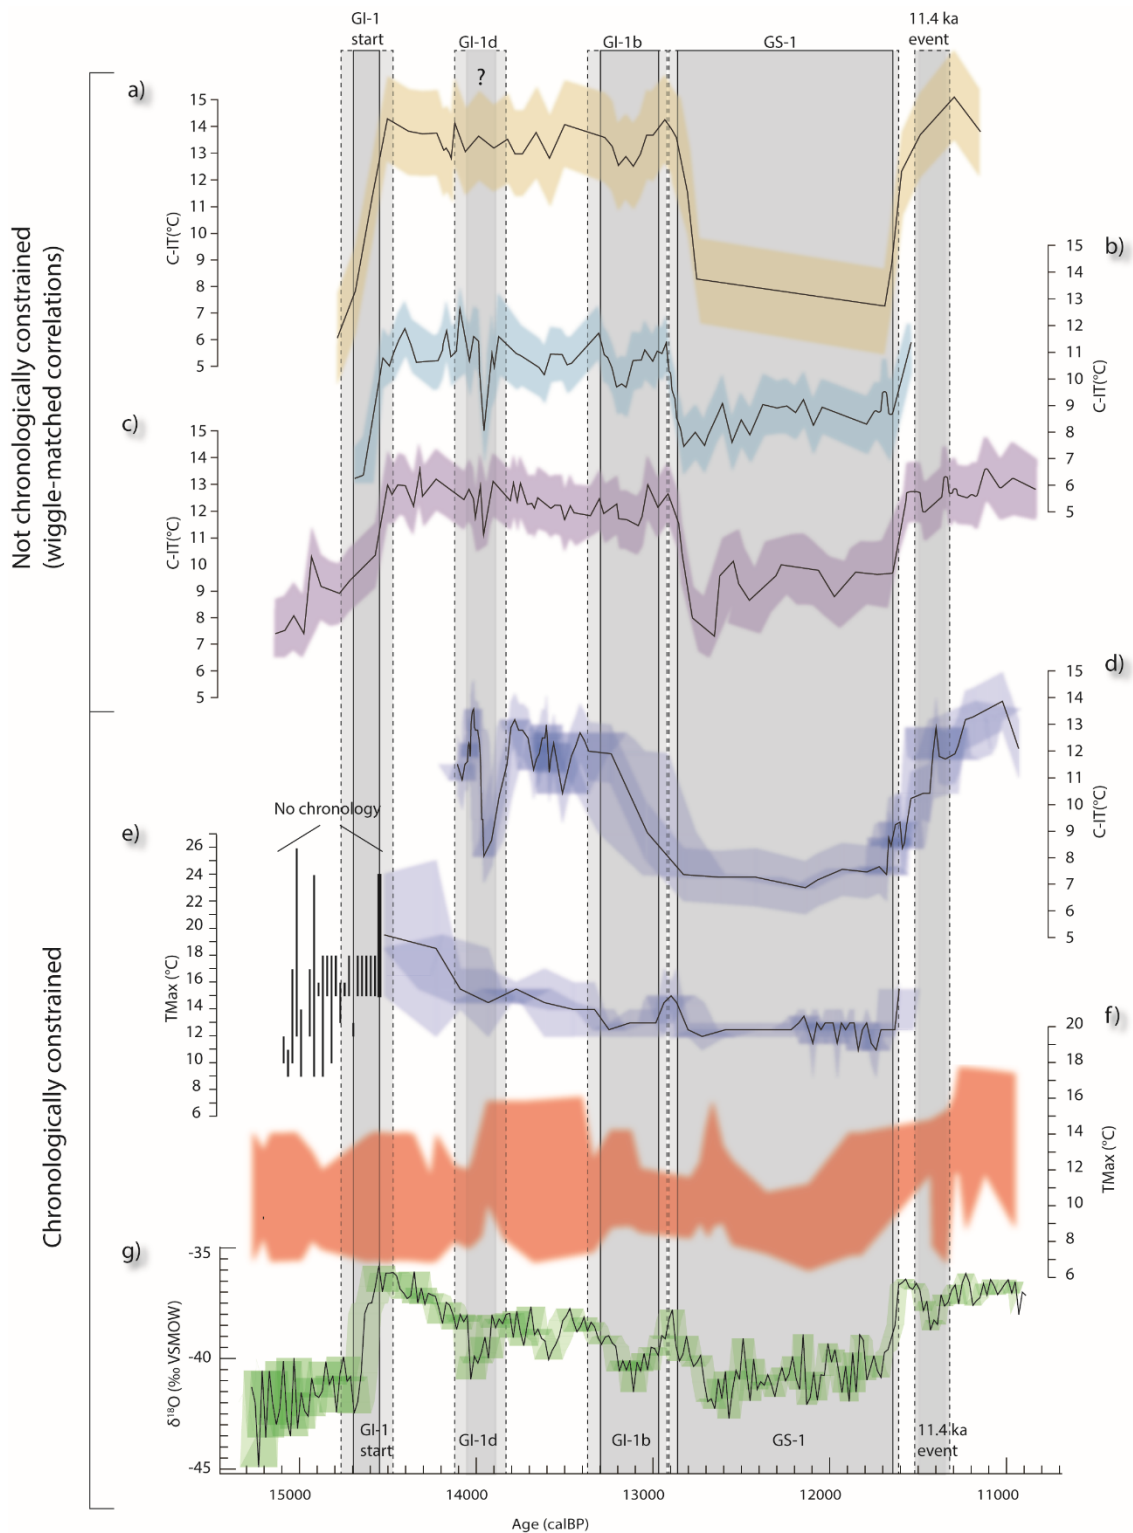 GI-1
start
GI-1d
GI-1b
GS-1
11.4 ka
event
?
a)
15
14
13
12
11
10
9
8
7
6
5
C-IT(°C)
b)
15
14
13
12
11
10
9
8
7
6
5
C-IT(°C)
Not chronologically constrained
(wiggle-matched correlations)
c)
15
14
13
12
11
10
9
8
7
6
5
C-IT(°C)
d)
15
14
13
12
11
10
9
8
7
6
5
C-IT(°C)
No chronology
e)
26
24
22
20
18
16
14
12
10
8
6
TMax (°C)
Chronologically constrained
f)
20
18
16
14
12
10
8
6
TMax (°C)
g)
-35
-40
-45
δ¹⁸O (‰ VSMOW)
GI-1
start
GI-1d
GI-1b
GS-1
11.4 ka
event
15000
14000
13000
12000
11000
Age (calBP)